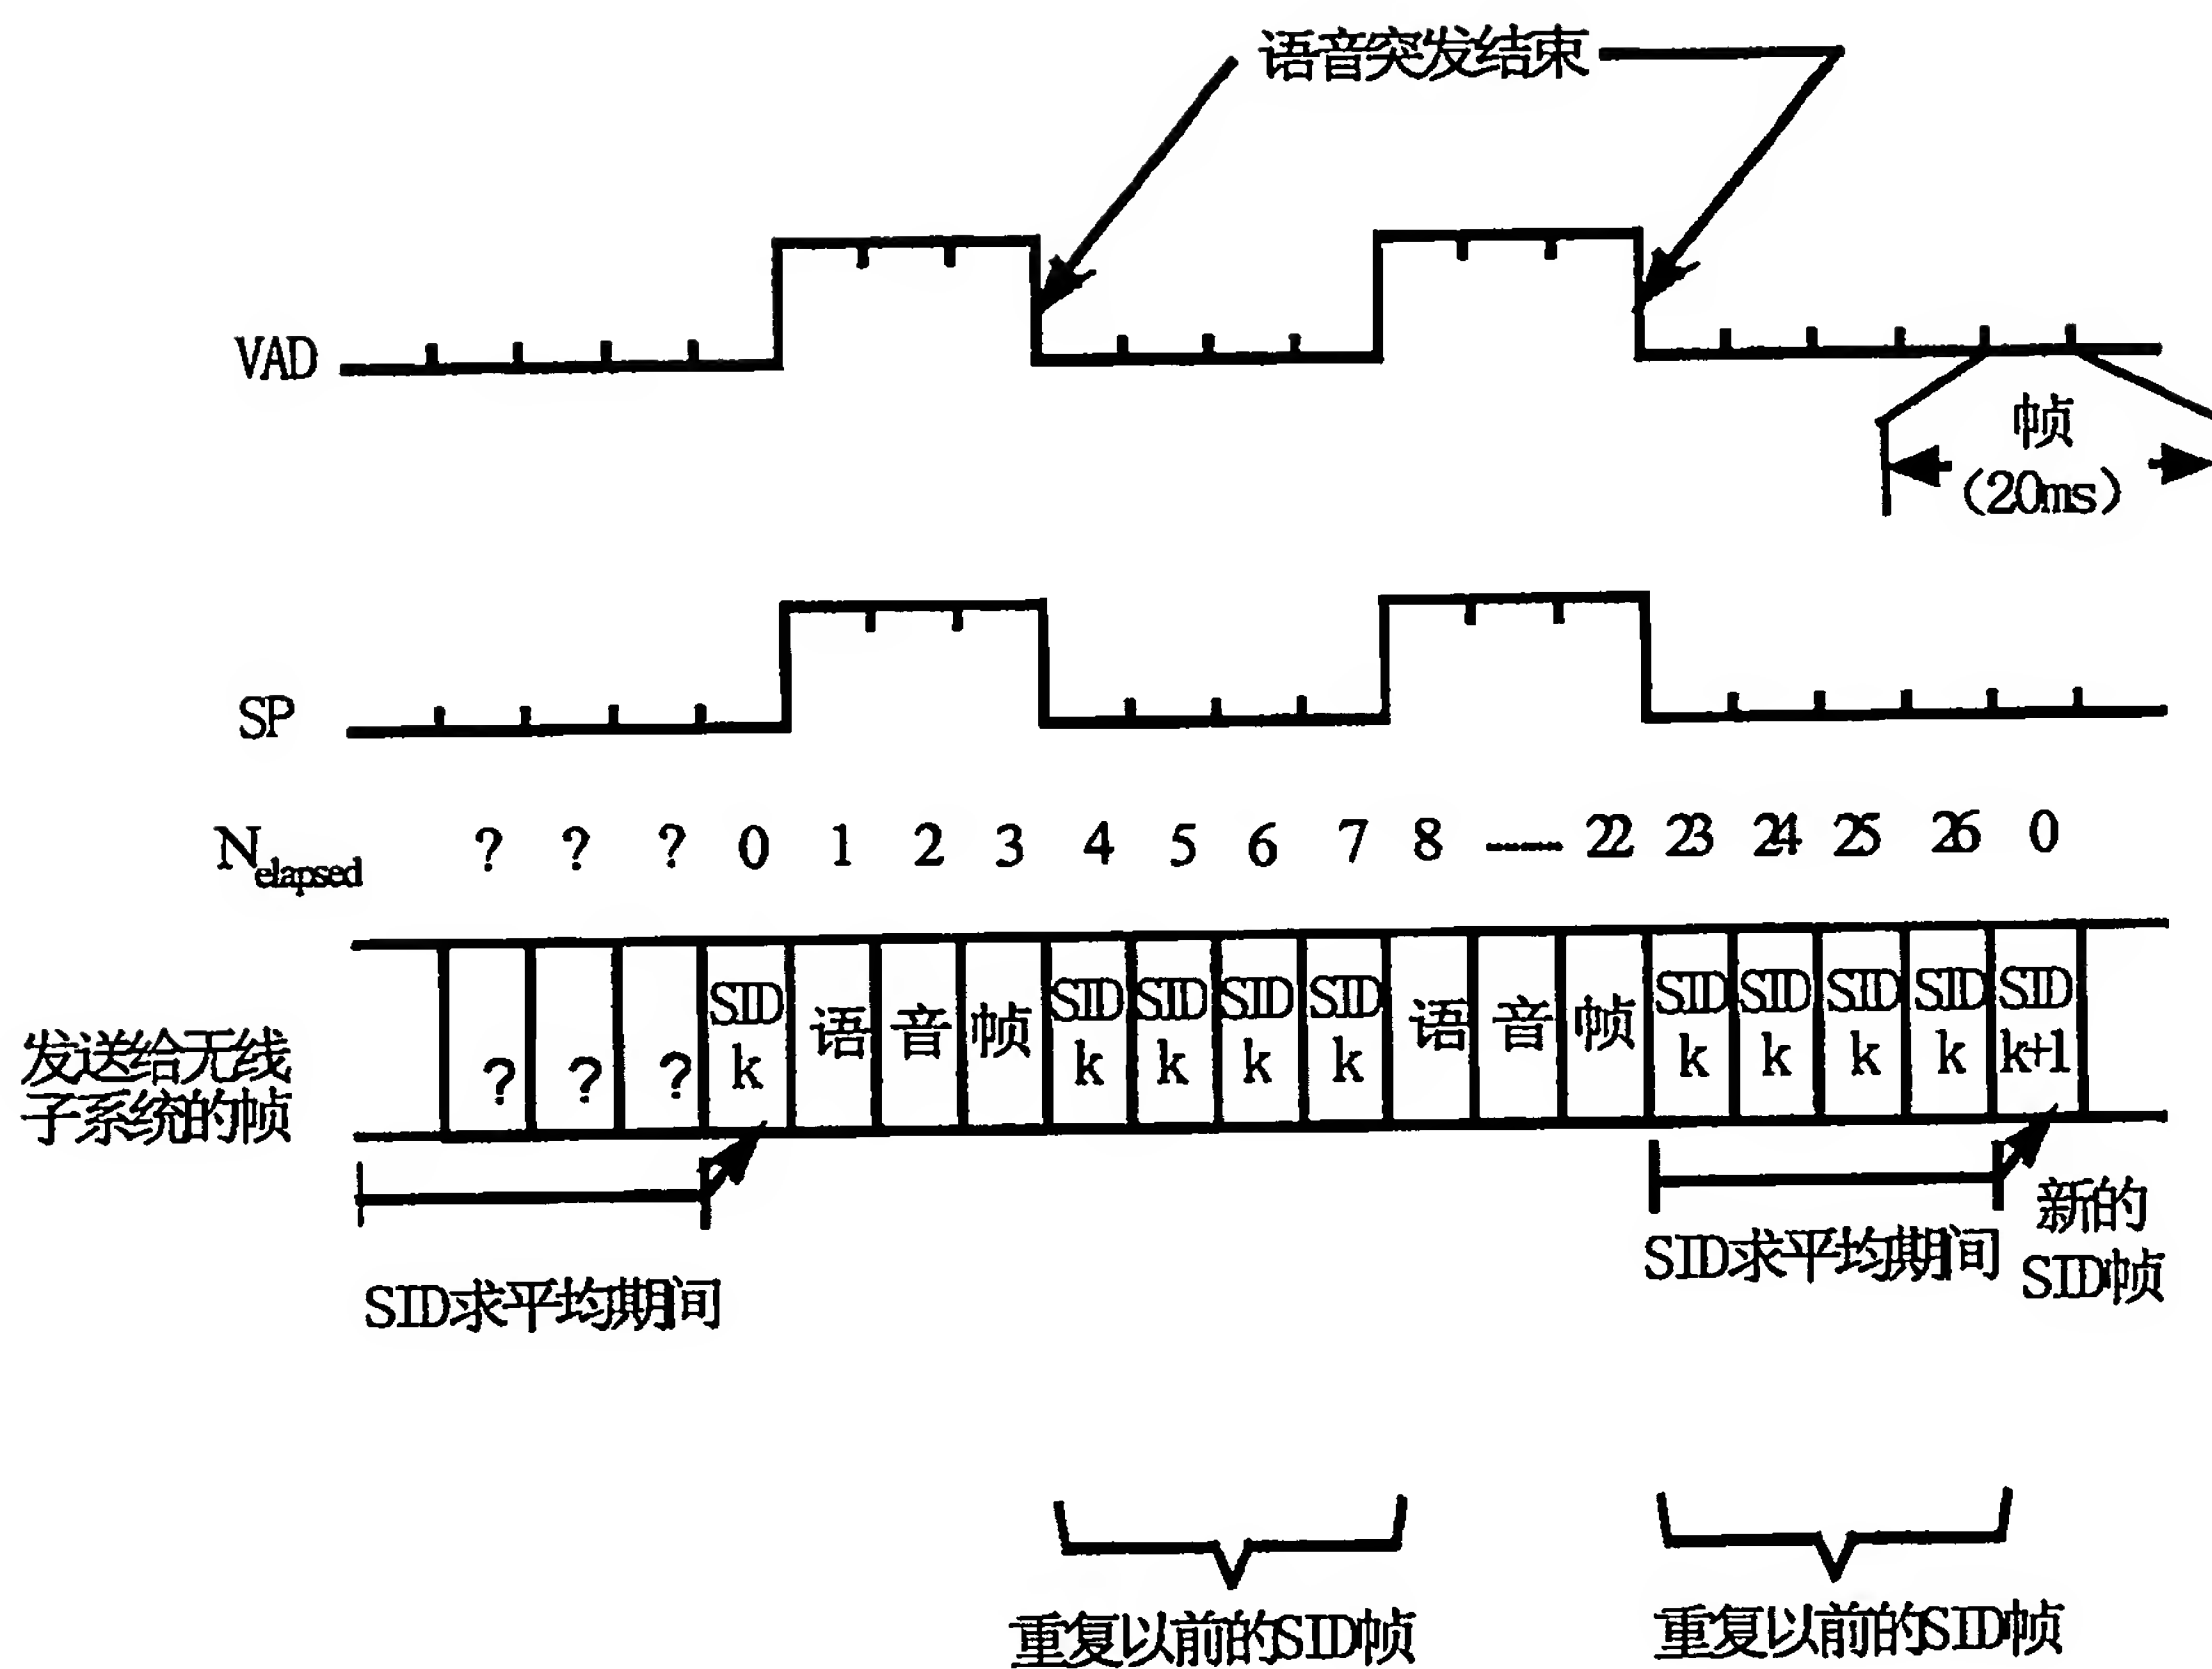 语音突发结束
VAD
帧
(20ms)
SP
Nelapsed ? ? ? 0 1 2 3 4 5 6 7 8 ------ 22 23 24 25 26 0
发送给无线
子系统的帧
? ? ? SID k 语 音 帧 SID k SID k SID k SID k 语 音 帧 SID k SID k SID k SID k SID k+1
SID求平均期间
SID求平均期间
新的
SID帧
重复以前的SID帧
重复以前的SID帧